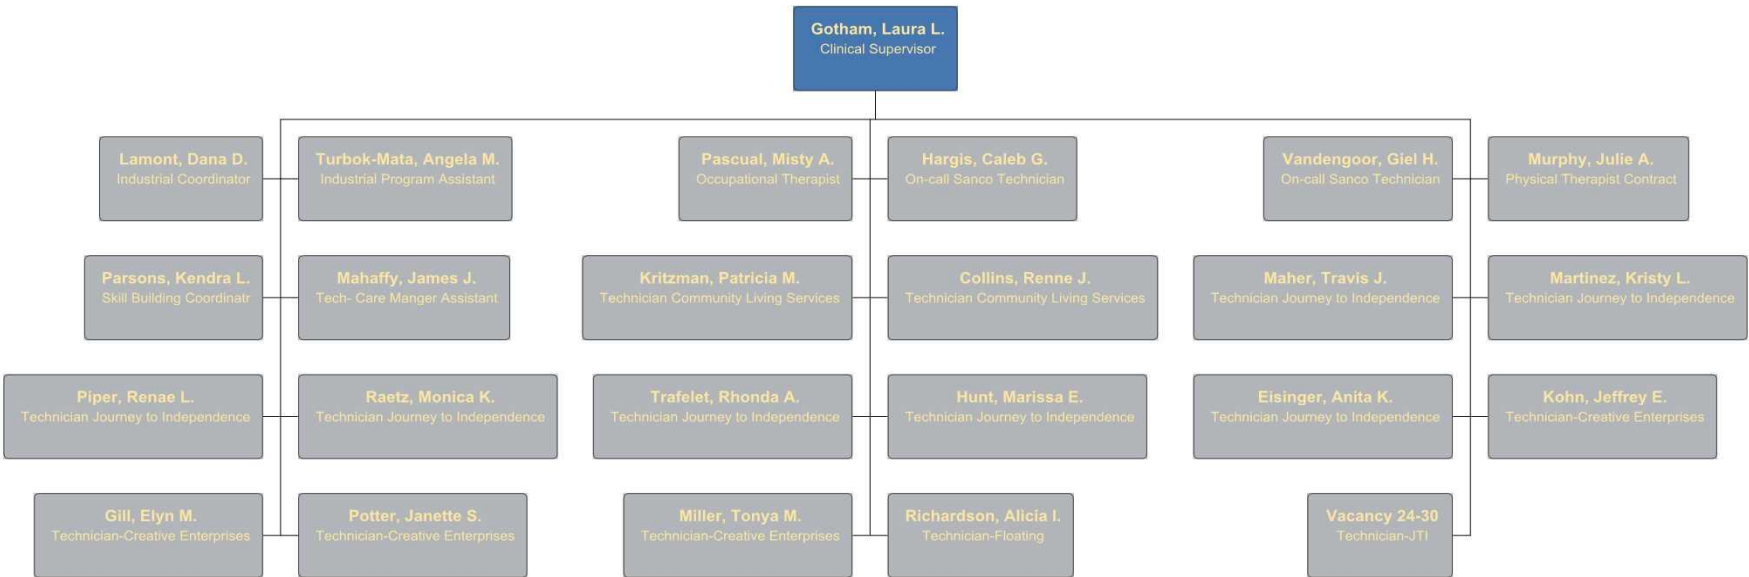 Gotham, Laura L.
Clinical Supervisor
Lamont, Dana D.
Industrial Coordinator
Turbok-Mata, Angela M.
Industrial Program Assistant
Pascual, Misty A.
Occupational Therapist
Hargis, Caleb G.
On-call Sanco Technician
Vandengoor, Giel H.
On-call Sanco Technician
Murphy, Julie A.
Physical Therapist Contract
Parsons, Kendra L.
Skill Building Coordinatr
Mahaffy, James J.
Tech- Care Manger Assistant
Kritzman, Patricia M.
Technician Community Living Services
Collins, Renne J.
Technician Community Living Services
Maher, Travis J.
Technician Journey to Independence
Martinez, Kristy L.
Technician Journey to Independence
Piper, Renae L.
Technician Journey to Independence
Raetz, Monica K.
Technician Journey to Independence
Trafelet, Rhonda A.
Technician Journey to Independence
Hunt, Marissa E.
Technician Journey to Independence
Eisinger, Anita K.
Technician Journey to Independence
Kohn, Jeffrey E.
Technician-Creative Enterprises
Gill, Elyn M.
Technician-Creative Enterprises
Potter, Janette S.
Technician-Creative Enterprises
Miller, Tonya M.
Technician-Creative Enterprises
Richardson, Alicia I.
Technician-Floating
Vacancy 24-30
Technician-JTI